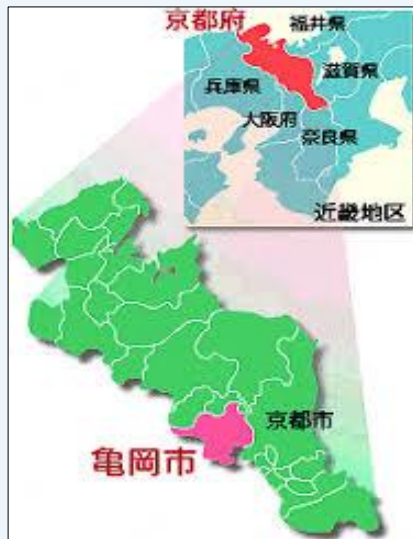 京都府
福井県
滋賀県
兵庫県
大阪府
奈良県
近畿地区
京都市
亀岡市